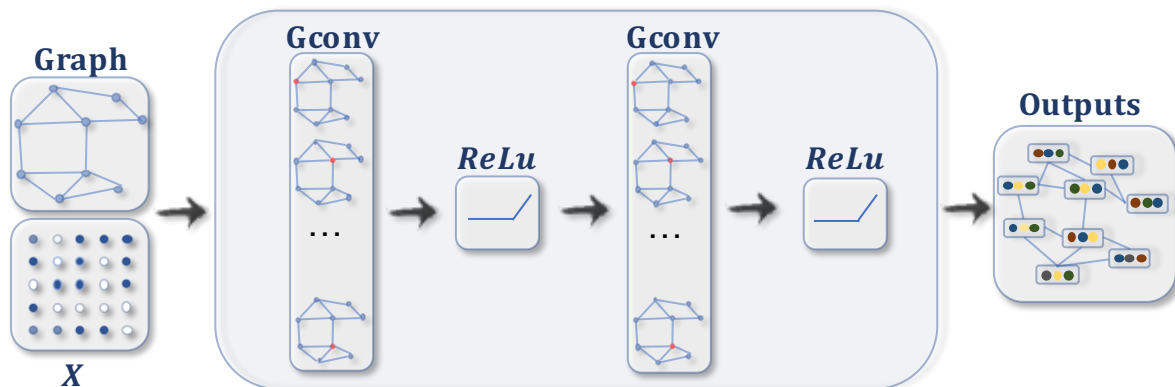 Graph
X
Gconv
...
ReLu
Gconv
...
ReLu
Outputs